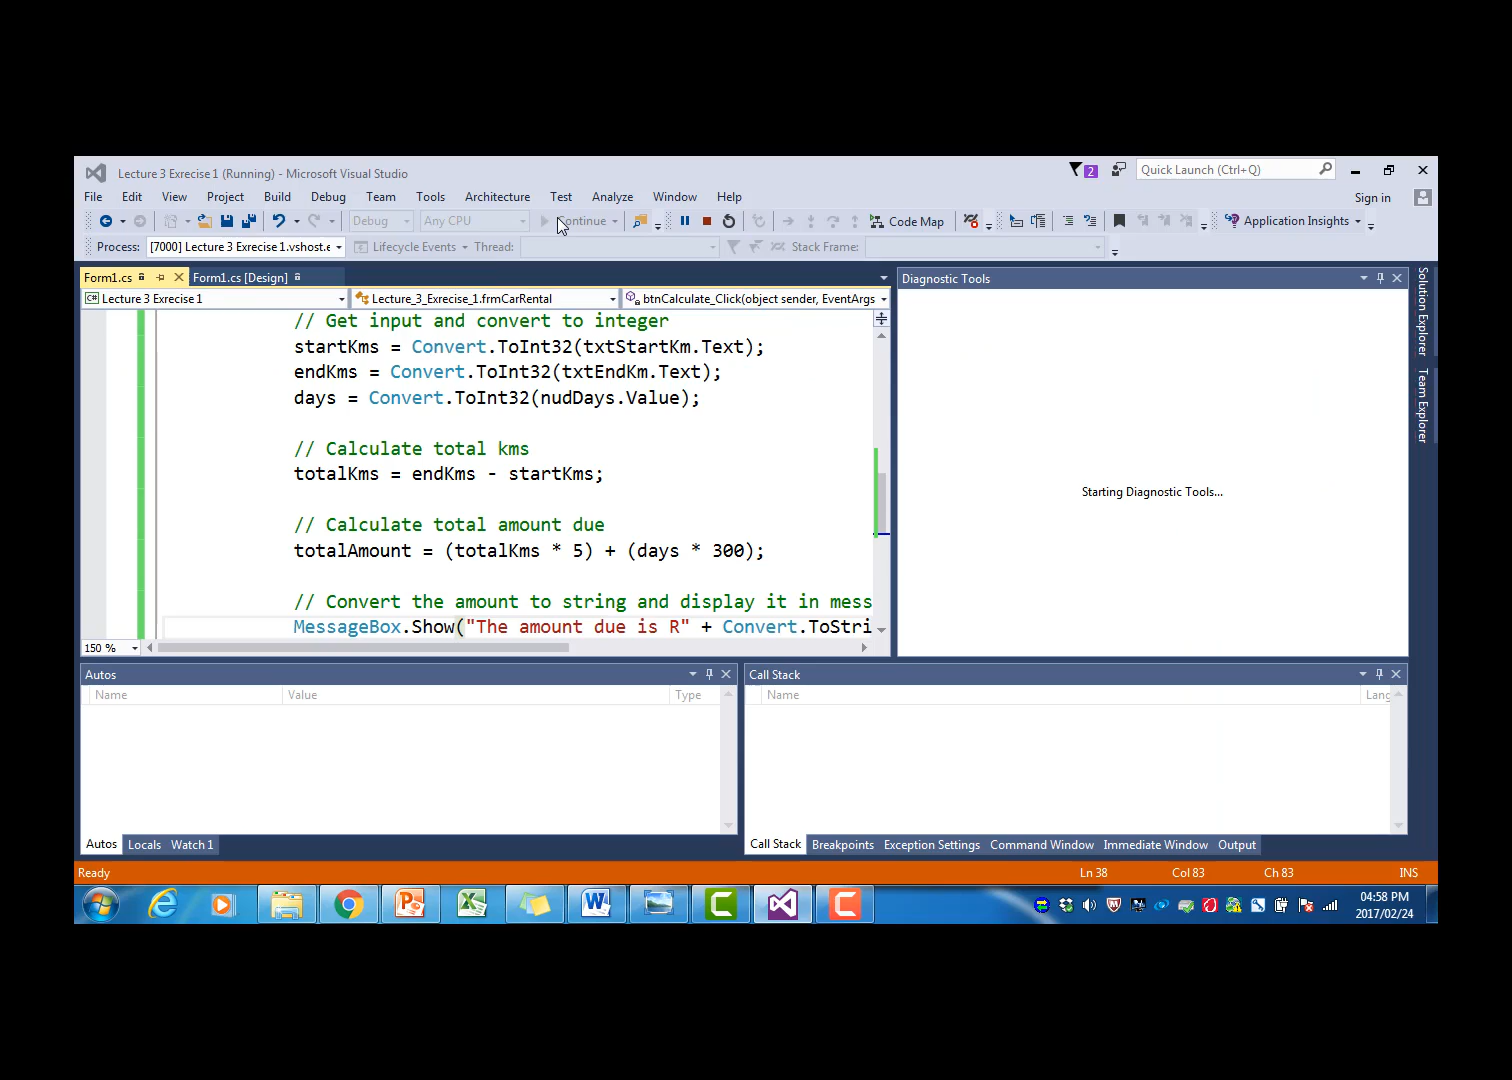 Lecture 3 Exrecise 1 (Running) - Microsoft Visual Studio
2
Quick Launch (Ctrl+Q)
File Edit View Project Build Debug Team Tools Architecture Test Analyze Window Help
Sign in
Debug Any CPU Continue Code Map Application Insights
Process: [7000] Lecture 3 Exrecise 1.vshost.e Lifecycle Events Thread: Stack Frame:
Form1.cs Form1.cs [Design]
Lecture 3 Exrecise 1 Lecture_3_Exrecise_1.frmCarRental btnCalculate_Click(object sender, EventArgs
// Get input and convert to integer
startKms = Convert.ToInt32(txtStartKm.Text);
endKms = Convert.ToInt32(txtEndKm.Text);
days = Convert.ToInt32(nudDays.Value);
// Calculate total kms
totalKms = endKms - startKms;
// Calculate total amount due
totalAmount = (totalKms * 5) + (days * 300);
// Convert the amount to string and display it in mess
MessageBox.Show("The amount due is R" + Convert.ToStri
150 %
Diagnostic Tools
Starting Diagnostic Tools...
Solution Explorer
Team Explorer
Autos
Name Value Type
Autos Locals Watch 1
Call Stack
Name Lang
Call Stack Breakpoints Exception Settings Command Window Immediate Window Output
Ready Ln 38 Col 83 Ch 83 INS
04:58 PM
2017/02/24